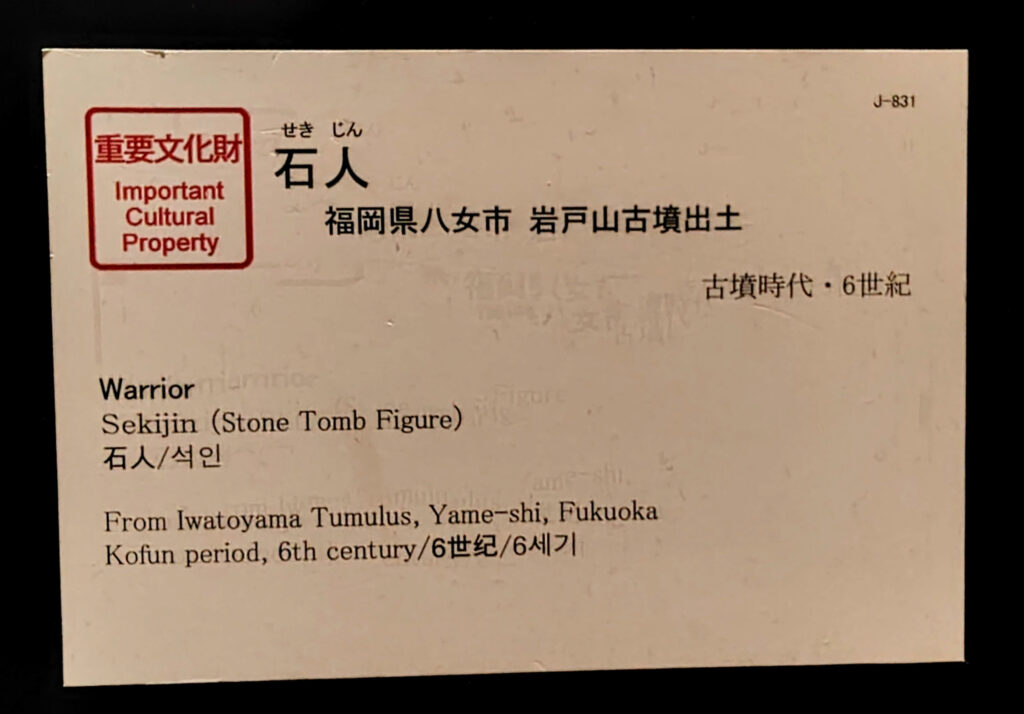 J-831
重要文化財
Important
Cultural
Property
せき じん
石人
福岡県八女市 岩戸山古墳出土
古墳時代・6世紀
Warrior
Sekijin (Stone Tomb Figure)
石人/석인
From Iwatoyama Tumulus, Yame-shi, Fukuoka
Kofun period, 6th century/6世纪/6세기